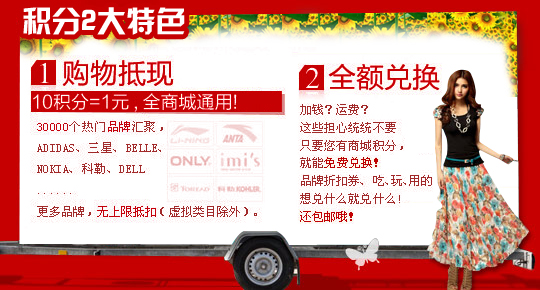 积分2大特色
1 购物抵现
10积分=1元,全商城通用!
30000个热门品牌汇聚，
ADIDAS、三星、BELLE、
NOKIA、科勒、DELL
......
更多品牌，无上限抵扣（虚拟类目除外）。
LI-NING
ANTA
ONLY
imi's
科勒 KOHLER
2 全额兑换
加钱？运费？
这些担心统统不要
只要您有商城积分，
就能免费兑换！
品牌折扣券、吃、玩、用的
想兑什么就兑什么！
还包邮哦！